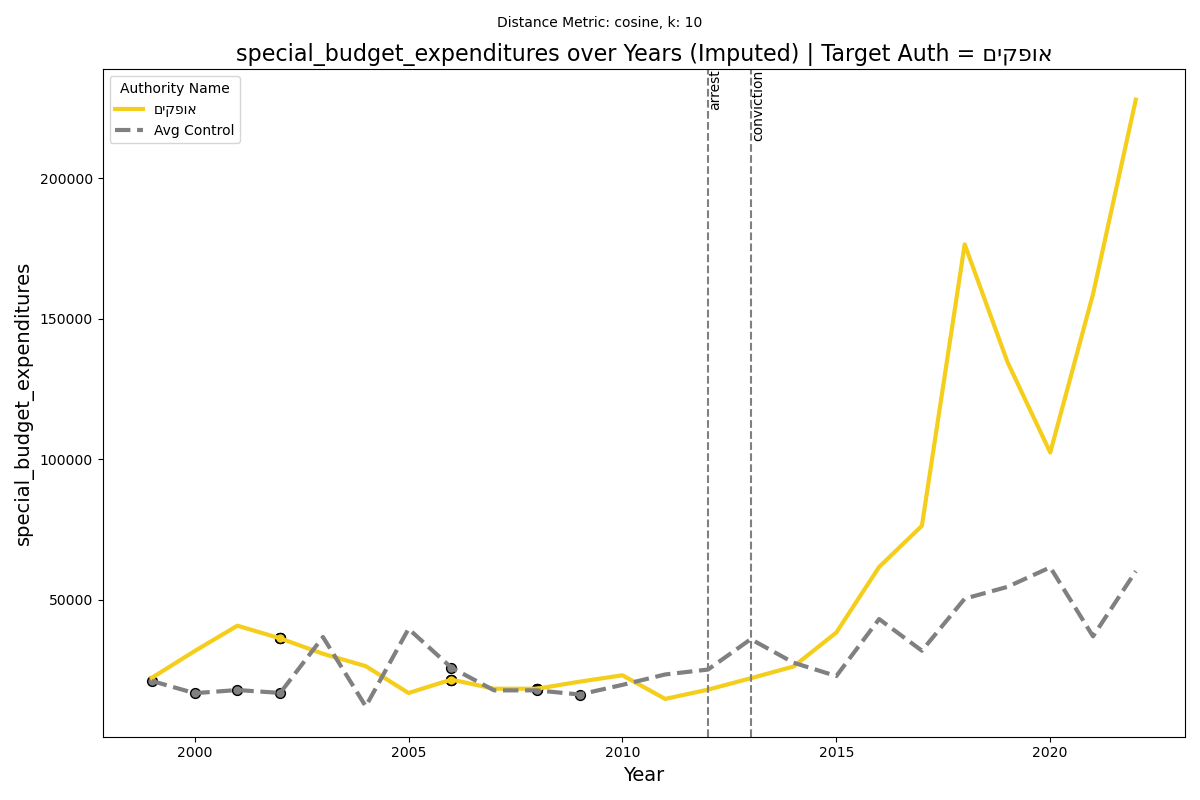 Distance Metric: cosine, k: 10
special_budget_expenditures over Years (Imputed) | Target Auth = אופקים
Authority Name
אופקים
Avg Control
arrest
conviction
special_budget_expenditures
200000
150000
100000
50000
2000
2005
2010
2015
2020
Year